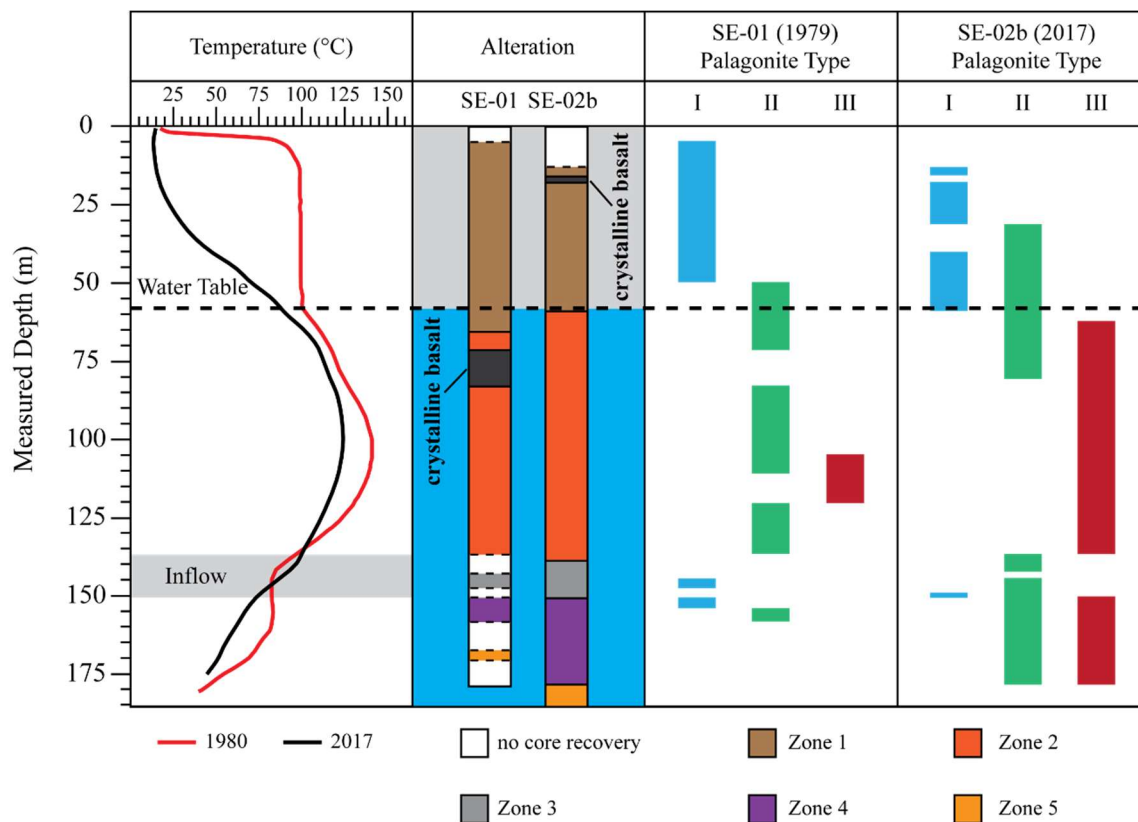 Temperature (°C)
Alteration
SE-01 (1979)
Palagonite Type
SE-02b (2017)
Palagonite Type
25 50 75 100 125 150
SE-01 SE-02b
I II III
I II III
Measured Depth (m)
0
25
50
75
100
125
150
175
Water Table
Inflow
crystalline basalt
crystalline basalt
1980
2017
no core recovery
Zone 1
Zone 2
Zone 3
Zone 4
Zone 5